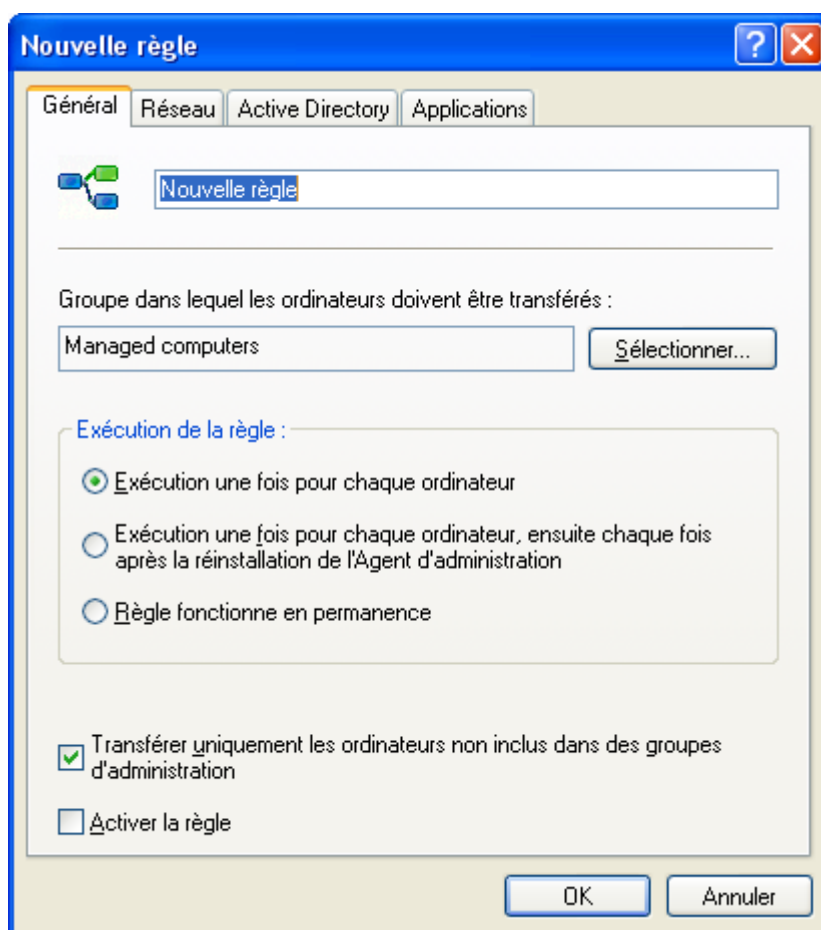 Nouvelle règle
Général Réseau Active Directory Applications
Nouvelle règle
Groupe dans lequel les ordinateurs doivent être transférés :
Managed computers Sélectionner...
Exécution de la règle :
Exécution une fois pour chaque ordinateur
Exécution une fois pour chaque ordinateur, ensuite chaque fois
après la réinstallation de l'Agent d'administration
Règle fonctionne en permanence
Transférer uniquement les ordinateurs non inclus dans des groupes
d'administration
Activer la règle
OK Annuler